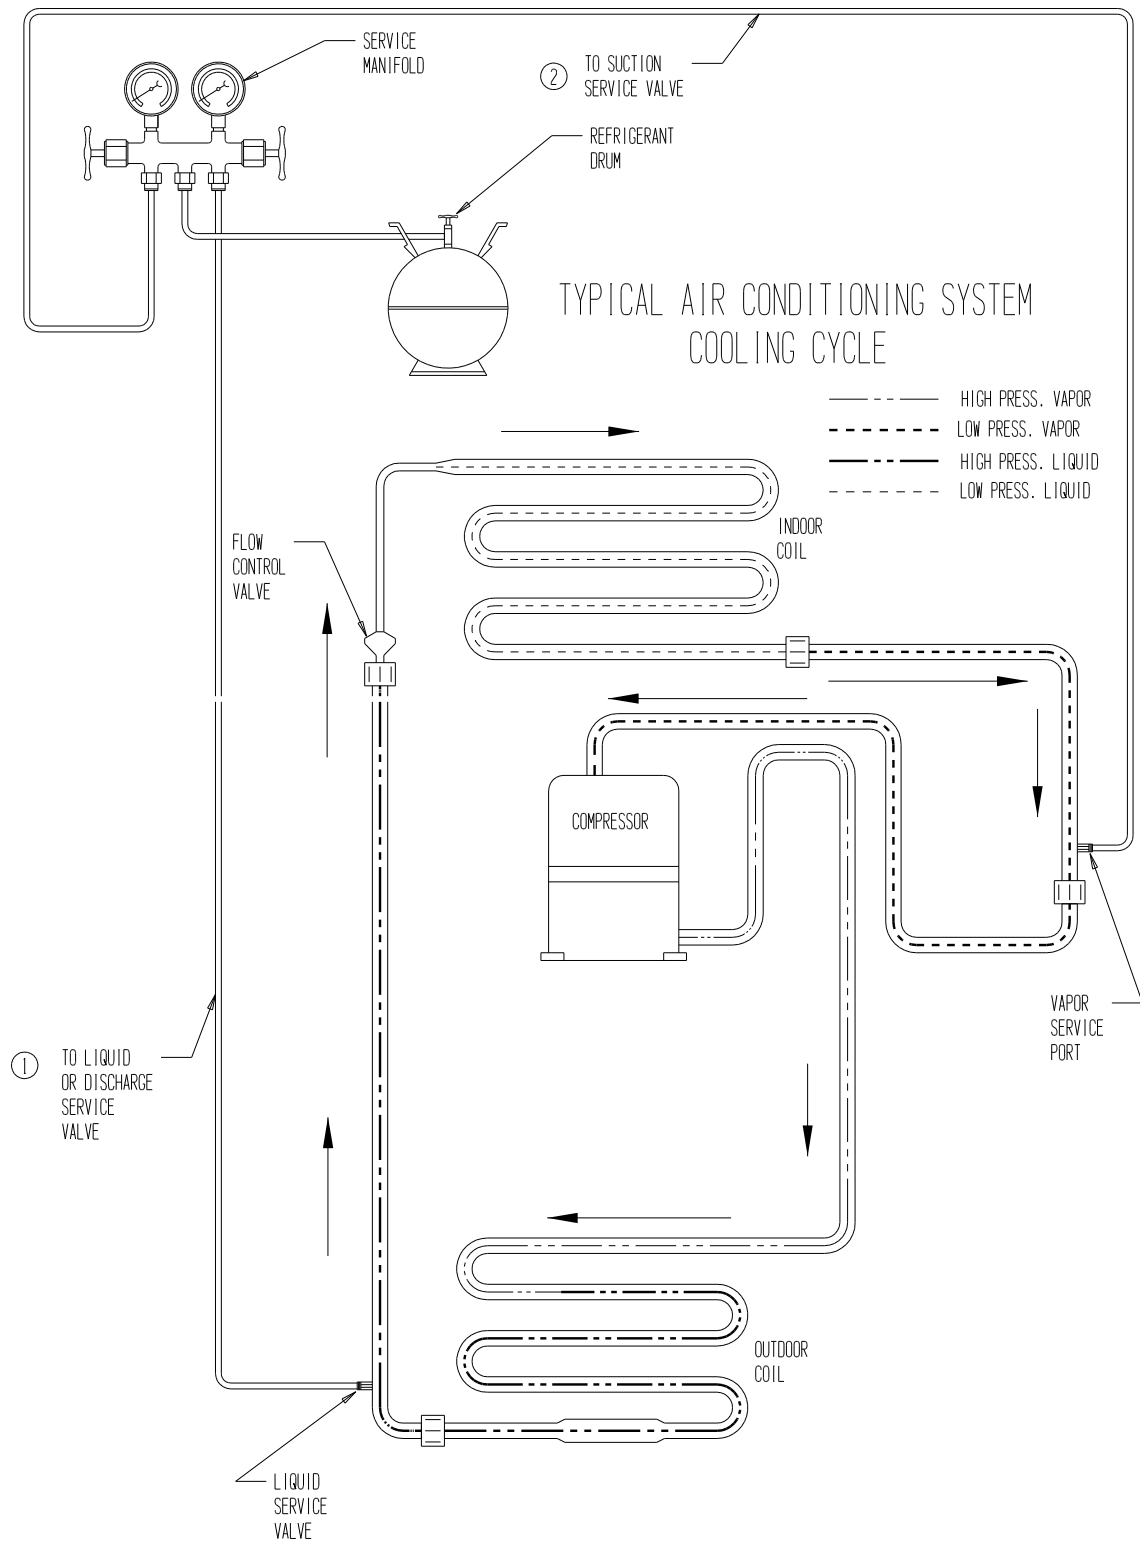 SERVICE
MANIFOLD
2
TO SUCTION
SERVICE VALVE
REFRIGERANT
DRUM
TYPICAL AIR CONDITIONING SYSTEM
COOLING CYCLE
HIGH PRESS. VAPOR
LOW PRESS. VAPOR
HIGH PRESS. LIQUID
LOW PRESS. LIQUID
INDOOR
COIL
FLOW
CONTROL
VALVE
COMPRESSOR
VAPOR
SERVICE
PORT
1
TO LIQUID
OR DISCHARGE
SERVICE
VALVE
OUTDOOR
COIL
LIQUID
SERVICE
VALVE